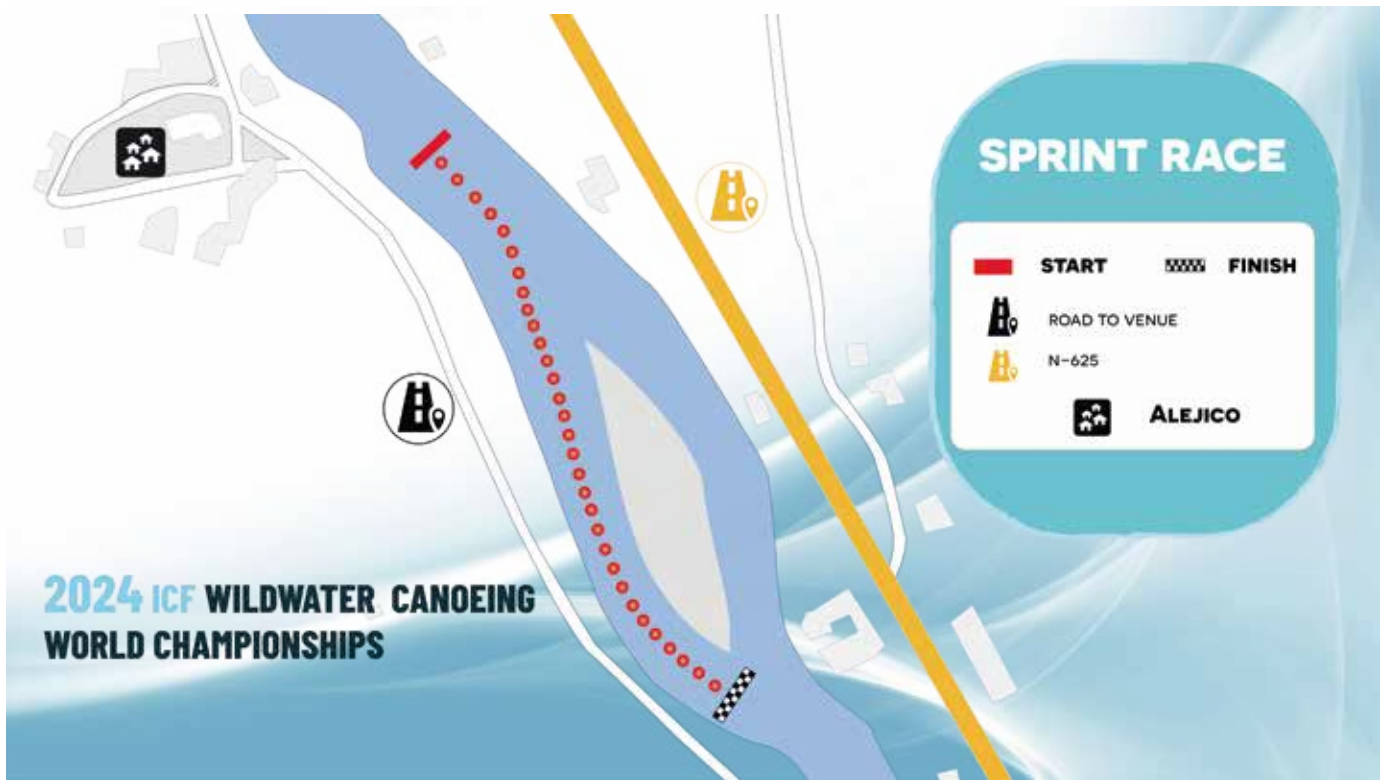 SPRINT RACE
START
FINISH
ROAD TO VENUE
N-625
ALEJICO
2024 ICF WILDWATER CANOEING
WORLD CHAMPIONSHIPS